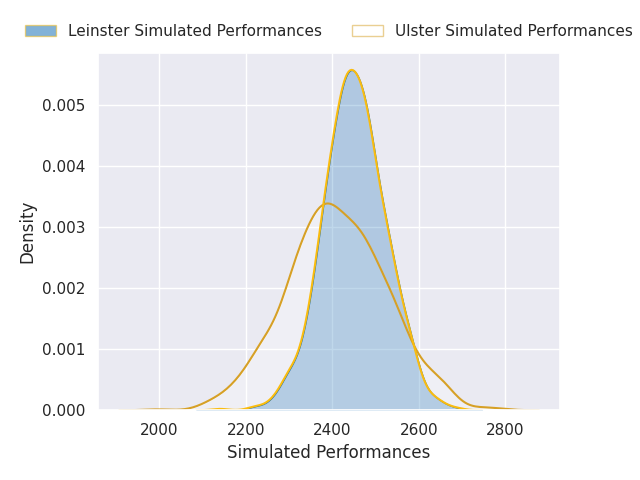 Leinster Simulated Performances
Ulster Simulated Performances
0.005
0.004
0.003
0.002
0.001
0.000
Density
2000
2200
2400
2600
2800
Simulated Performances